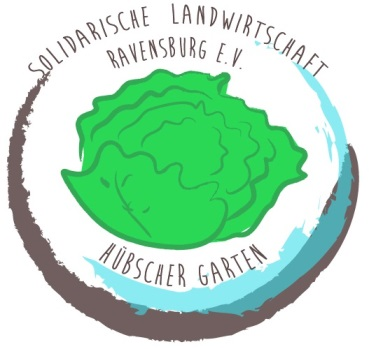 SOLIDARISCHE LANDWIRTSCHAFT
RAVENSBURG E.V.
HÜBSCHER GARTEN